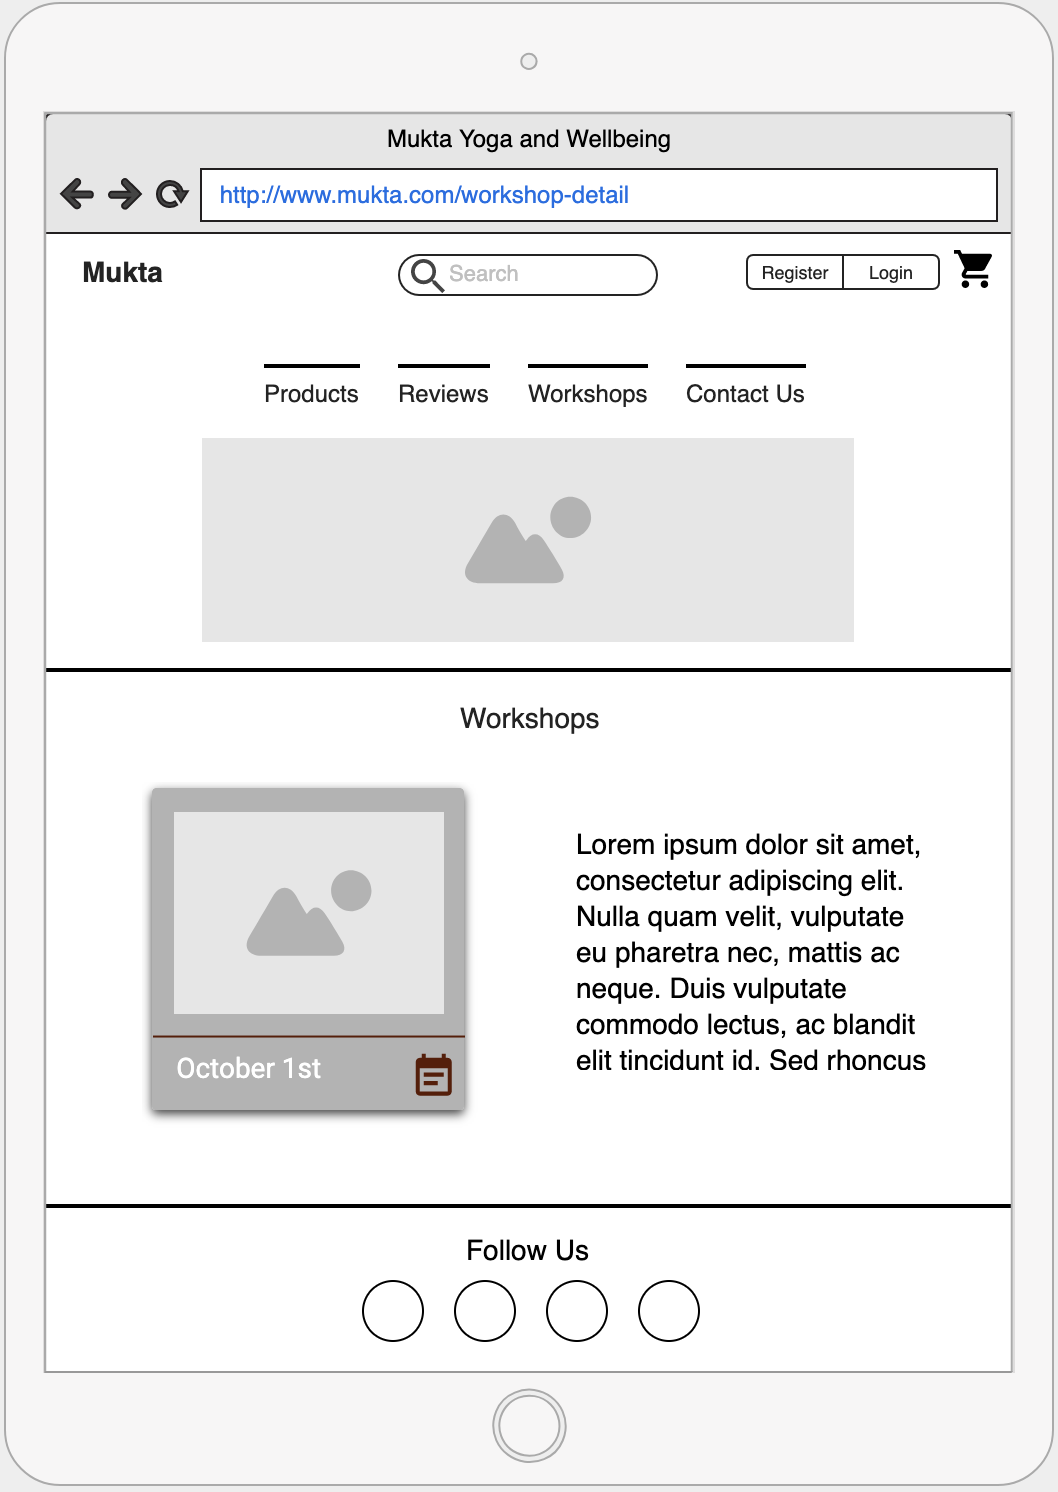 Mukta Yoga and Wellbeing
http://www.mukta.com/workshop-detail
Mukta
Search
Register
Login
Products
Reviews
Workshops
Contact Us
Workshops
October 1st
Lorem ipsum dolor sit amet,
consectetur adipiscing elit.
Nulla quam velit, vulputate
eu pharetra nec, mattis ac
neque. Duis vulputate
commodo lectus, ac blandit
elit tincidunt id. Sed rhoncus
Follow Us